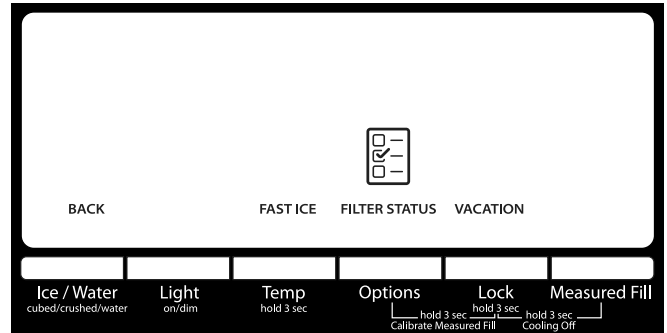 BACK FAST ICE FILTER STATUS VACATION
Ice / Water Light Temp Options Lock Measured Fill
cubed/crushed/water on/dim hold 3 sec hold 3 sec
hold 3 sec hold 3 sec
Calibrate Measured Fill Cooling Off